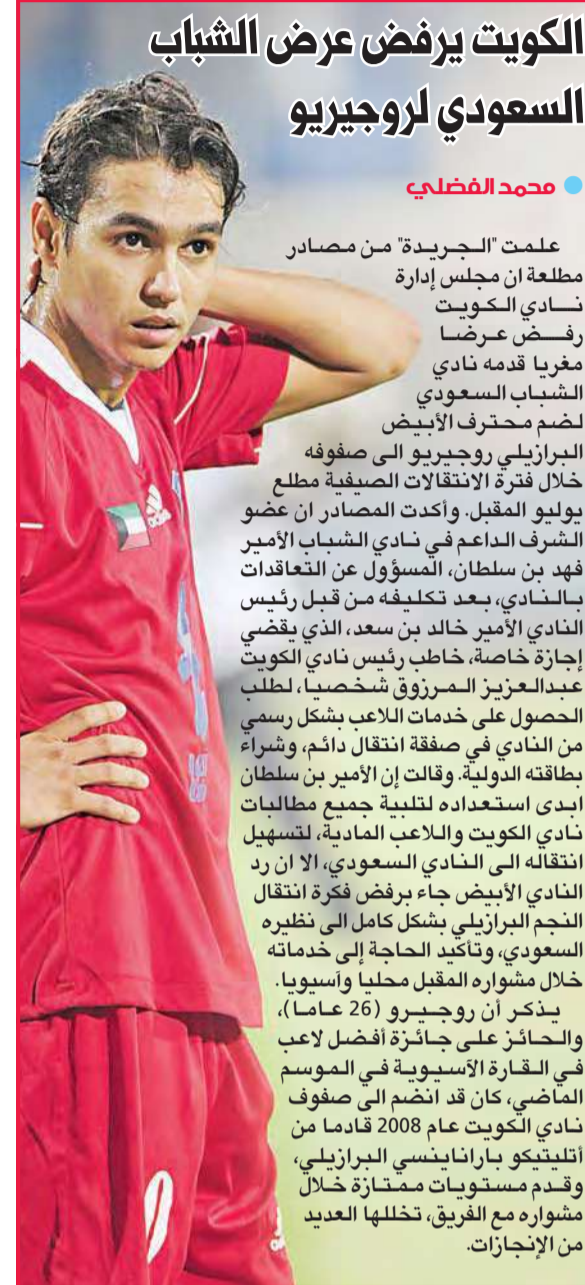 الكويت يرفض عرض الشباب
السعودي لروجيريو
محمد الفضلي
علمت "الجريدة" من مصادر
مطلعة ان مجلس إدارة
نادي الكويت
رفض عرضا
مغريا قدمه نادي
الشباب السعودي
لضم محترف الأبيض
البرازيلي روجيريو الى صفوفه
خلال فترة الانتقالات الصيفية مطلع
يوليو المقبل. وأكدت المصادر ان عضو
الشرف الداعم في نادي الشباب الأمير
فهد بن سلطان، المسؤول عن التعاقدات
بالنادي، بعد تكليفه من قبل رئيس
النادي الأمير خالد بن سعد، الذي يقضي
إجازة خاصة، خاطب رئيس نادي الكويت
عبدالعزيز المرزوق شخصيا، لطلب
الحصول على خدمات اللاعب بشكل رسمي
من النادي في صفقة انتقال دائم، وشراء
بطاقته الدولية. وقالت إن الأمير بن سلطان
ابدى استعداده لتلبية جميع مطالبات
نادي الكويت واللاعب المادية، لتسهيل
انتقاله الى النادي السعودي، الا ان رد
النادي الأبيض جاء برفض فكرة انتقال
النجم البرازيلي بشكل كامل الى نظيره
السعودي، وتأكيد الحاجة إلى خدماته
خلال مشواره المقبل محليا وآسيويا.
يذكر أن روجيرو (26 عاما)،
والحائز على جائزة أفضل لاعب
في القارة الآسيوية في الموسم
الماضي، كان قد انضم الى صفوف
نادي الكويت عام 2008 قادما من
أتليتيكو باراناينسي البرازيلي،
وقدم مستويات ممتازة خلال
مشواره مع الفريق، تخللها العديد
من الإنجازات.